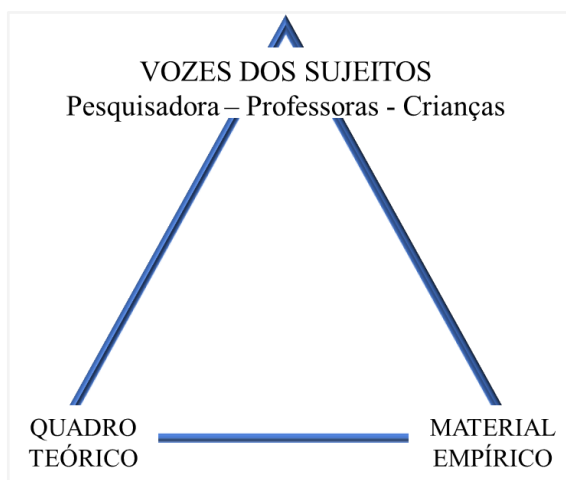 VOZES DOS SUJEITOS
Pesquisadora – Professoras - Crianças
QUADRO
TEÓRICO
MATERIAL
EMPÍRICO